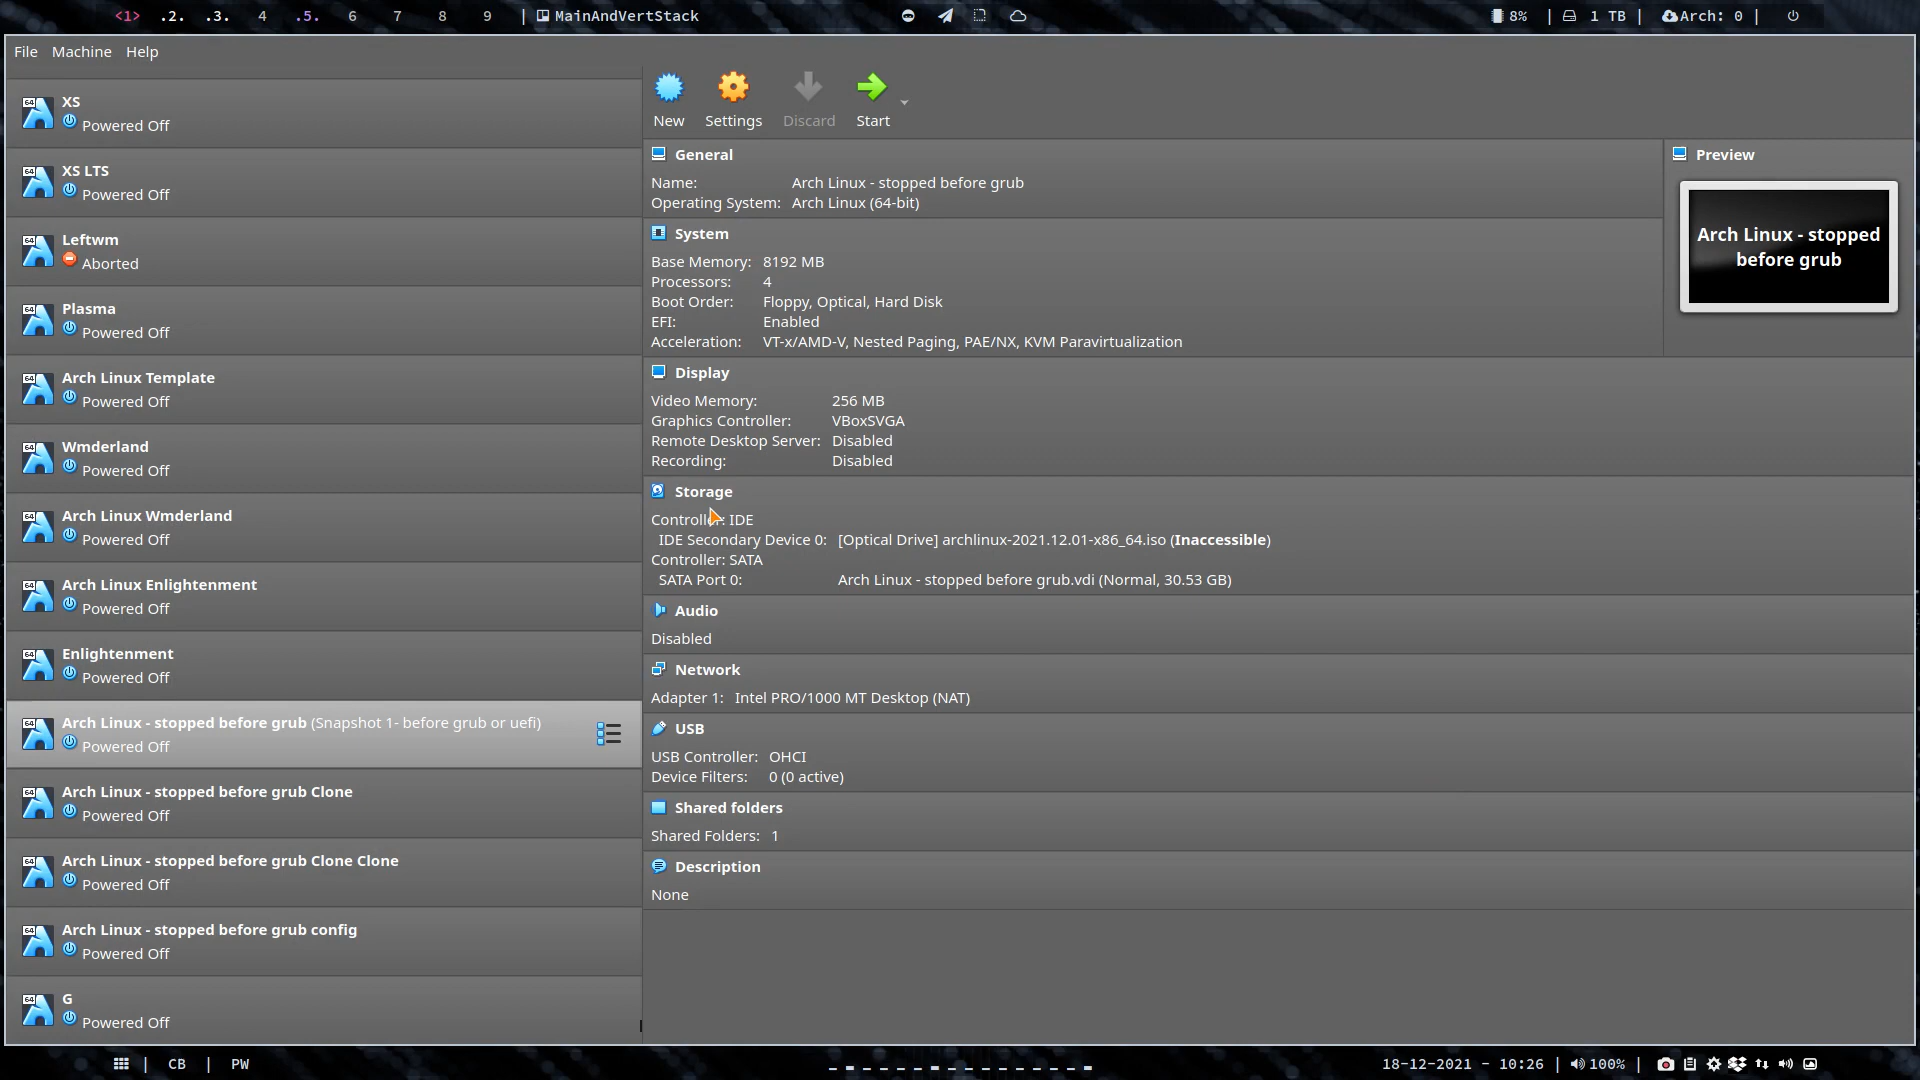 <1> .2. .3. 4 .5. 6 7 8 9 | MainAndVertStack
8% | 1 TB | Arch: 0 |
File Machine Help
XS
Powered Off
XS LTS
Powered Off
Leftwm
Aborted
Plasma
Powered Off
Arch Linux Template
Powered Off
Wmderland
Powered Off
Arch Linux Wmderland
Powered Off
Arch Linux Enlightenment
Powered Off
Enlightenment
Powered Off
Arch Linux - stopped before grub (Snapshot 1- before grub or uefi)
Powered Off
Arch Linux - stopped before grub Clone
Powered Off
Arch Linux - stopped before grub Clone Clone
Powered Off
Arch Linux - stopped before grub config
Powered Off
G
Powered Off
New Settings Discard Start
General
Name: Arch Linux - stopped before grub
Operating System: Arch Linux (64-bit)
System
Base Memory: 8192 MB
Processors: 4
Boot Order: Floppy, Optical, Hard Disk
EFI: Enabled
Acceleration: VT-x/AMD-V, Nested Paging, PAE/NX, KVM Paravirtualization
Preview
Arch Linux - stopped
before grub
Display
Video Memory: 256 MB
Graphics Controller: VBoxSVGA
Remote Desktop Server: Disabled
Recording: Disabled
Storage
Controller: IDE
IDE Secondary Device 0: [Optical Drive] archlinux-2021.12.01-x86_64.iso (Inaccessible)
Controller: SATA
SATA Port 0: Arch Linux - stopped before grub.vdi (Normal, 30.53 GB)
Audio
Disabled
Network
Adapter 1: Intel PRO/1000 MT Desktop (NAT)
USB
USB Controller: OHCI
Device Filters: 0 (0 active)
Shared folders
Shared Folders: 1
Description
None
| CB | PW
18-12-2021 - 10:26 | 100% |